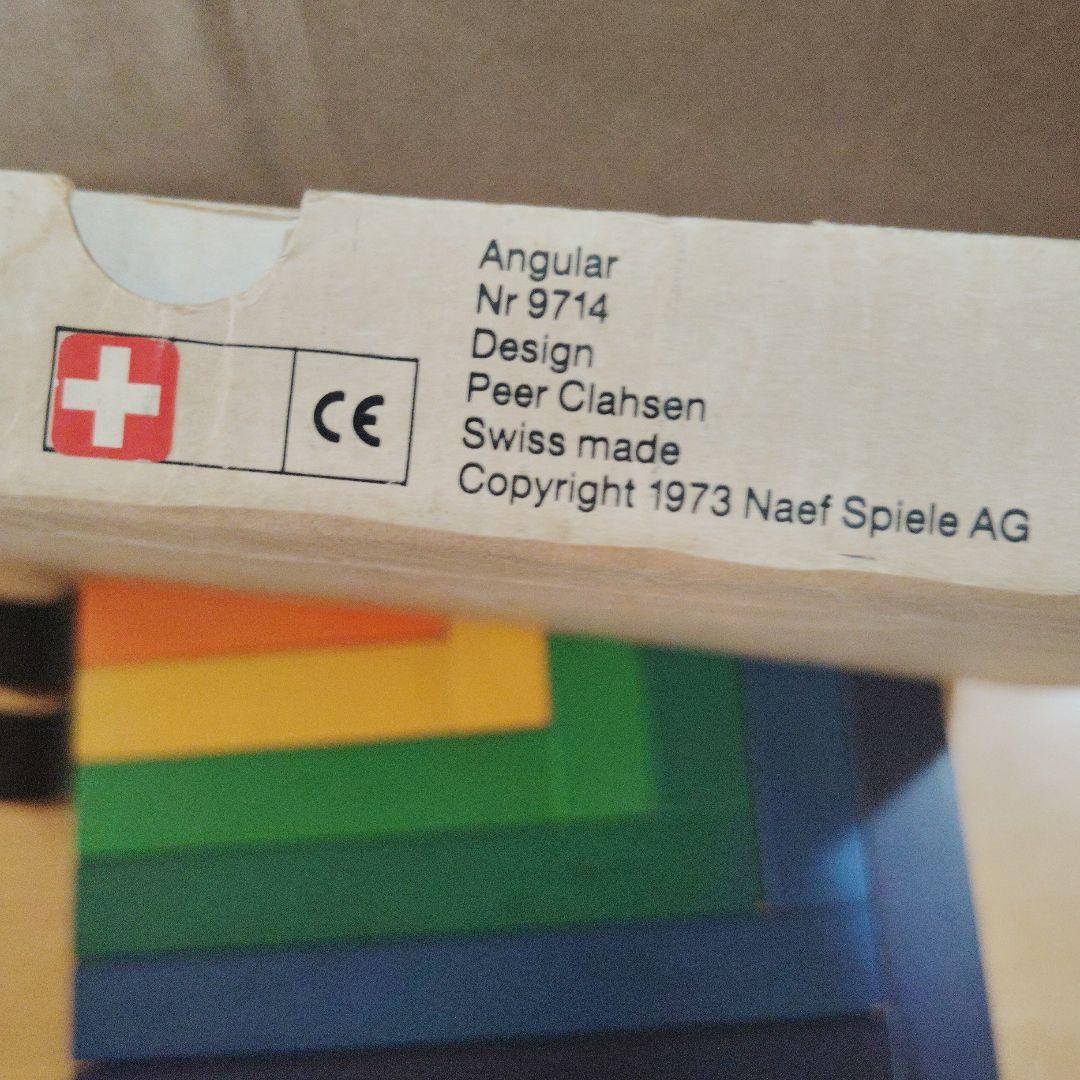 Angular
Nr 9714
Design
Peer Clahsen
Swiss made
Copyright 1973 Naef Spiele AG
CE